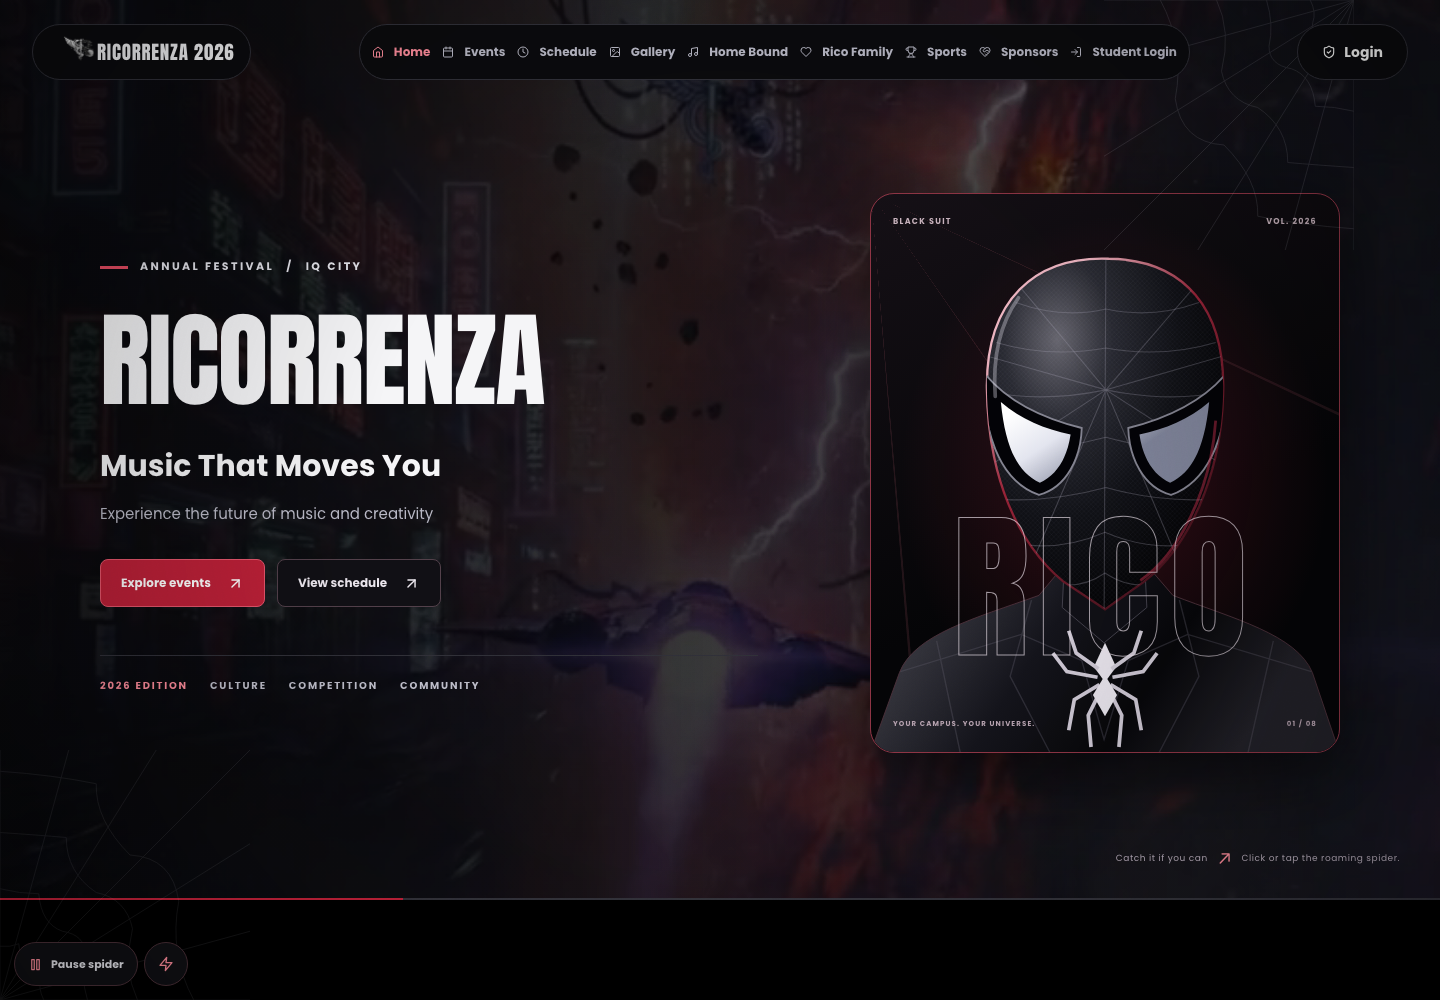 RICORRENZA 2026
Home Events Schedule Gallery Home Bound Rico Family Sports Sponsors Student Login
Login
BLACK SUIT
VOL. 2026
ANNUAL FESTIVAL / IQ CITY
RICORRENZA
Music That Moves You
Experience the future of music and creativity
Explore events
View schedule
2026 EDITION CULTURE COMPETITION COMMUNITY
RICO
YOUR CAMPUS. YOUR UNIVERSE.
01 / 08
Catch it if you can Click or tap the roaming spider.
Pause spider